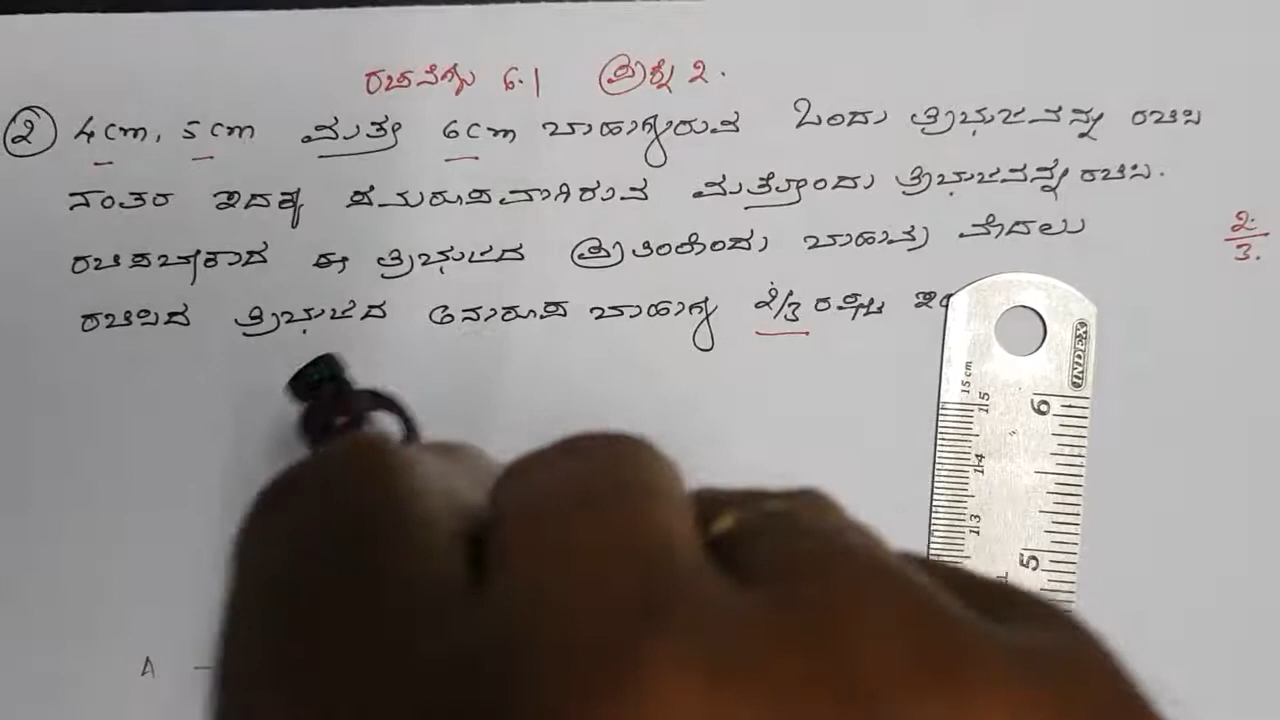 ರಚನೆಗಳು 6.1 ಪ್ರಶ್ನೆ 2.
② 4cm, 5cm ಮತ್ತು 6cm ಬಾಹುಗಳಿರುವ ಒಂದು ತ್ರಿಭುಜವನ್ನು ರಚಿಸಿ
ನಂತರ ಇದಕ್ಕೆ ಸಮರೂಪವಾಗಿರುವ ಮತ್ತೊಂದು ತ್ರಿಭುಜವನ್ನು ರಚಿಸಿ.
ರಚಿಸಬೇಕಾದ ಈ ತ್ರಿಭುಜದ ಪ್ರತಿಯೊಂದು ಬಾಹುವು ಮೊದಲು
ರಚಿಸಿದ ತ್ರಿಭುಜದ ಅನುರೂಪ ಬಾಹುಗಳ 2/3 ರಷ್ಟು
2/3.
A
INDEX
15 cm
15
14
13
6
5